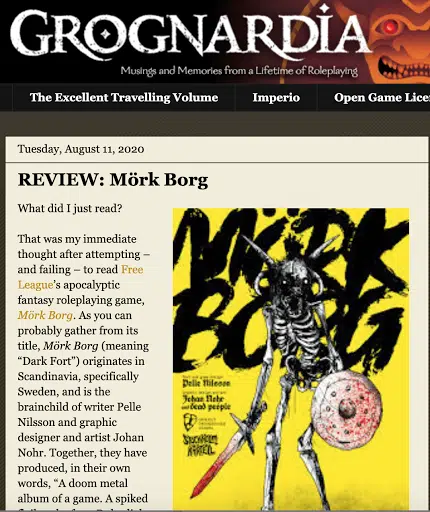 GROGNARDIA
Musings and Memories from a Lifetime of Roleplaying
The Excellent Travelling Volume Imperio Open Game Lice
Tuesday, August 11, 2020
REVIEW: Mörk Borg
What did I just read?
That was my immediate
thought after attempting –
and failing – to read Free
League's apocalyptic
fantasy roleplaying game,
Mörk Borg. As you can
probably gather from its
title, Mörk Borg (meaning
“Dark Fort”) originates in
Scandinavia, specifically
Sweden, and is the
brainchild of writer Pelle
Nilsson and graphic
designer and artist Johan
Nohr. Together, they have
produced, in their own
words, “A doom metal
album of a game. A spiked
MÖRK
BORG
Pelle Nilsson
Johan Nohr
and dead people
STOCKHOLM
KARTELL